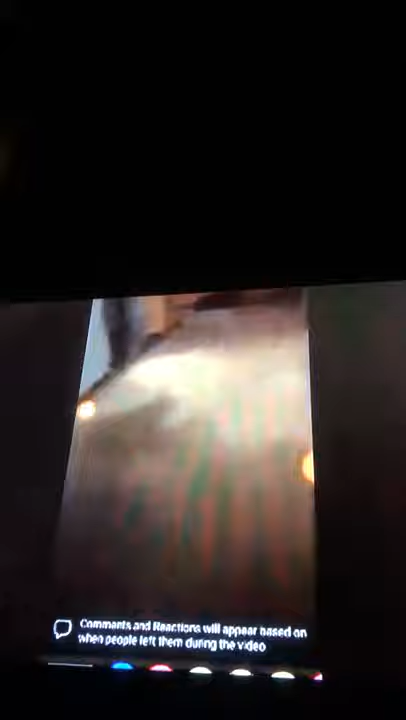 Comments and Reactions will appear based on
when people left them during the video